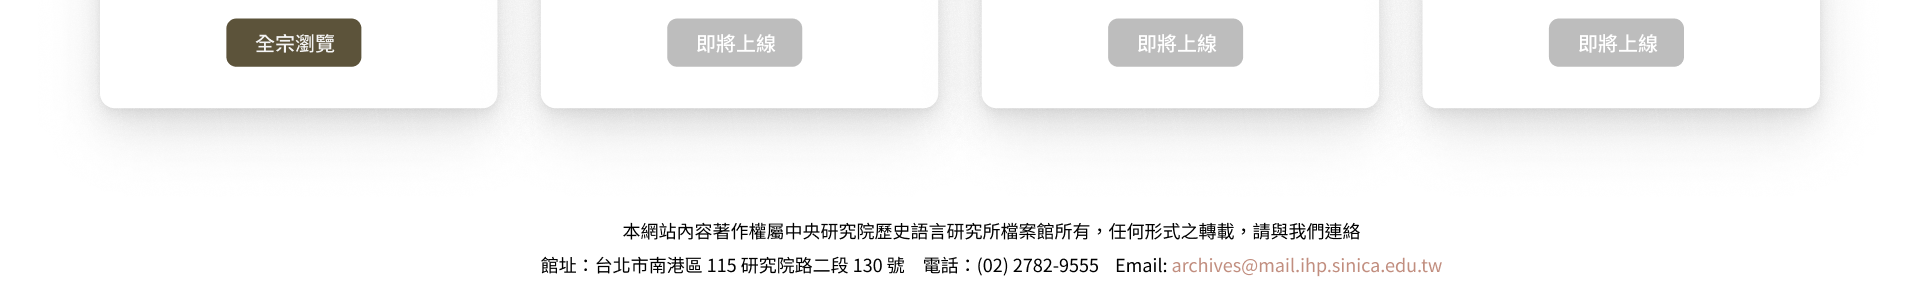 全宗瀏覽
即將上線
即將上線
即將上線
本網站內容著作權屬中央研究院歷史語言研究所檔案館所有，任何形式之轉載，請與我們連絡
館址：台北市南港區 115 研究院路二段 130 號　電話：(02) 2782-9555　Email: archives@mail.ihp.sinica.edu.tw